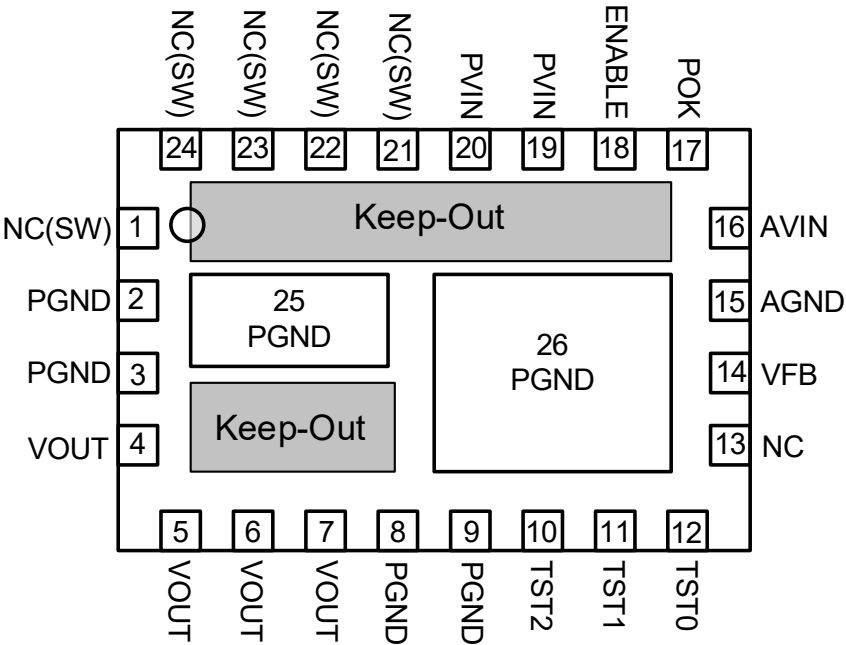 NC(SW)
NC(SW)
NC(SW)
NC(SW)
PVIN
PVIN
ENABLE
POK
24
23
22
21
20
19
18
17
NC(SW) 1
Keep-Out
16 AVIN
PGND 2
25
PGND
26
PGND
15 AGND
PGND 3
14 VFB
VOUT 4
Keep-Out
13 NC
5
6
7
8
9
10
11
12
VOUT
VOUT
VOUT
PGND
PGND
TST2
TST1
TST0